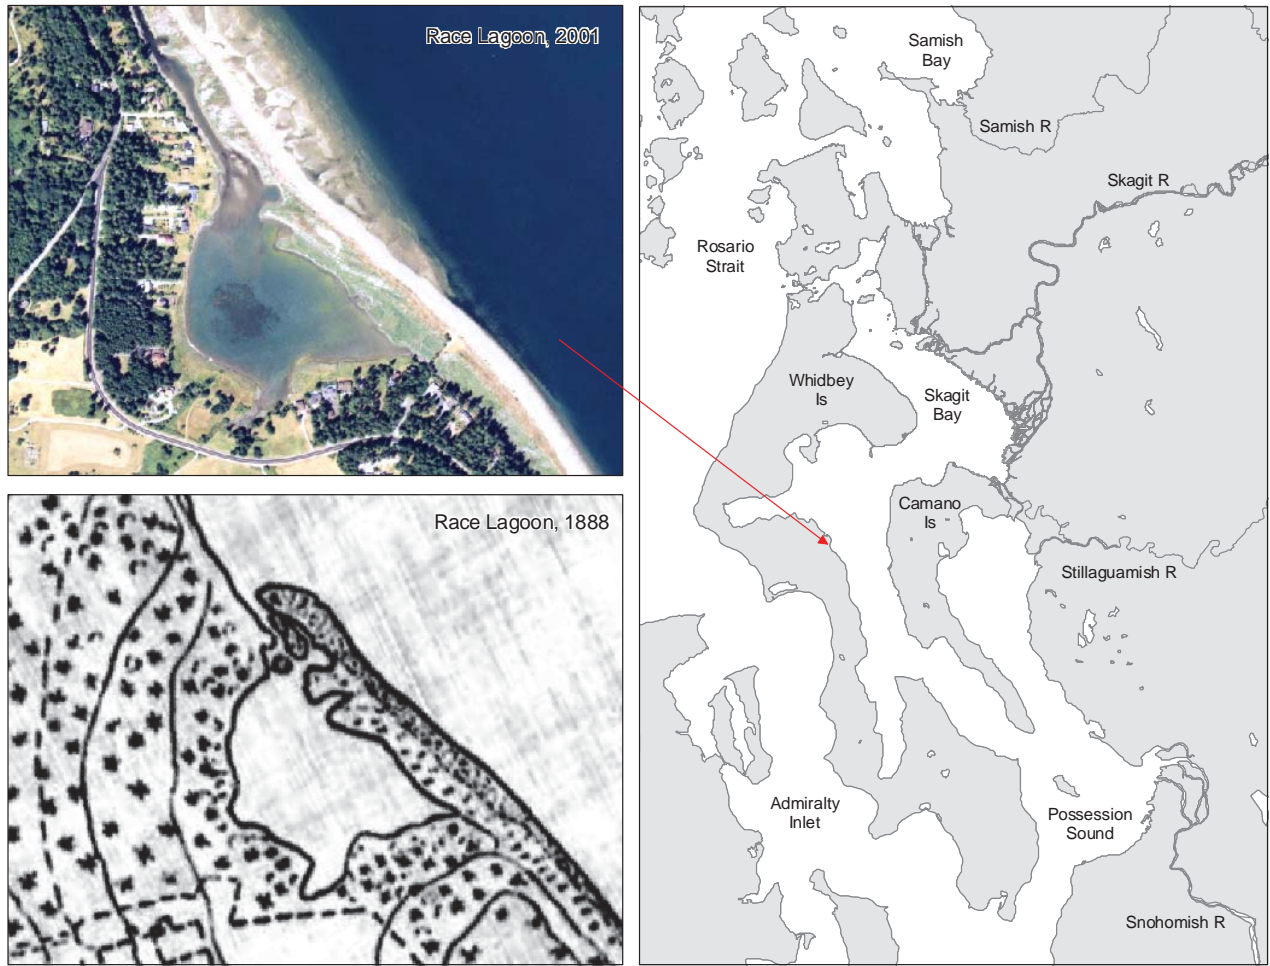 Race Lagoon, 2001
Race Lagoon, 1888
Samish
Bay
Samish R
Skagit R
Rosario
Strait
Whidbey
Is
Skagit
Bay
Camano
Is
Stillaguamish R
Admiralty
Inlet
Possession
Sound
Snohomish R